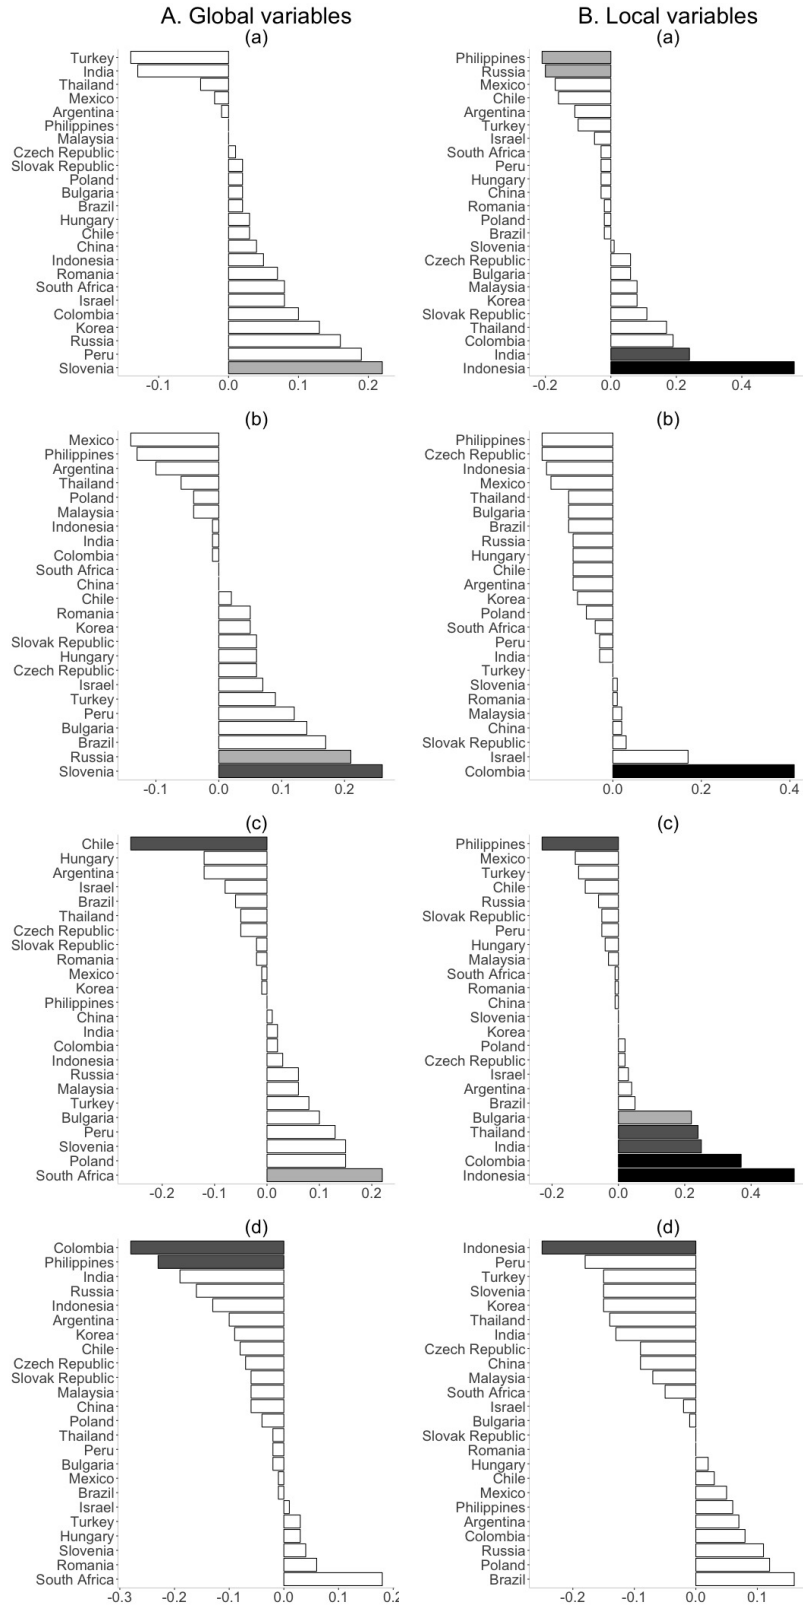 A. Global variables
(a)
Turkey
India
Thailand
Mexico
Argentina
Philippines
Malaysia
Czech Republic
Slovak Republic
Poland
Bulgaria
Brazil
Hungary
Chile
China
Indonesia
Romania
South Africa
Israel
Colombia
Korea
Russia
Peru
Slovenia
-0.1 0.0 0.1 0.2
(b)
Mexico
Philippines
Argentina
Thailand
Poland
Malaysia
Indonesia
India
Colombia
South Africa
China
Chile
Romania
Korea
Slovak Republic
Hungary
Czech Republic
Israel
Turkey
Peru
Bulgaria
Brazil
Russia
Slovenia
-0.1 0.0 0.1 0.2
(c)
Chile
Hungary
Argentina
Israel
Brazil
Thailand
Czech Republic
Slovak Republic
Romania
Mexico
Korea
Philippines
China
India
Colombia
Indonesia
Russia
Malaysia
Turkey
Bulgaria
Peru
Slovenia
Poland
South Africa
-0.2 -0.1 0.0 0.1 0.2
(d)
Colombia
Philippines
India
Russia
Indonesia
Argentina
Korea
Chile
Czech Republic
Slovak Republic
Malaysia
China
Poland
Thailand
Peru
Bulgaria
Mexico
Brazil
Israel
Turkey
Hungary
Slovenia
Romania
South Africa
-0.3 -0.2 -0.1 0.0 0.1
B. Local variables
(a)
Philippines
Russia
Mexico
Chile
Argentina
Turkey
Israel
South Africa
Peru
Hungary
China
Romania
Poland
Brazil
Slovenia
Czech Republic
Bulgaria
Malaysia
Korea
Slovak Republic
Thailand
Colombia
India
Indonesia
-0.2 0.0 0.2 0.4
(b)
Philippines
Czech Republic
Indonesia
Mexico
Thailand
Bulgaria
Brazil
Russia
Hungary
Chile
Argentina
Korea
Poland
South Africa
Peru
India
Turkey
Slovenia
Romania
Malaysia
China
Slovak Republic
Israel
Colombia
0.0 0.2 0.4
(c)
Philippines
Mexico
Turkey
Chile
Russia
Slovak Republic
Peru
Hungary
Malaysia
South Africa
Romania
China
Slovenia
Korea
Poland
Czech Republic
Israel
Argentina
Brazil
Bulgaria
Thailand
India
Colombia
Indonesia
-0.2 0.0 0.2 0.4
(d)
Indonesia
Peru
Turkey
Slovenia
Korea
Thailand
India
Czech Republic
China
Malaysia
South Africa
Israel
Bulgaria
Slovak Republic
Romania
Hungary
Chile
Mexico
Philippines
Argentina
Colombia
Russia
Poland
Brazil
-0.2 -0.1 0.0 0.1